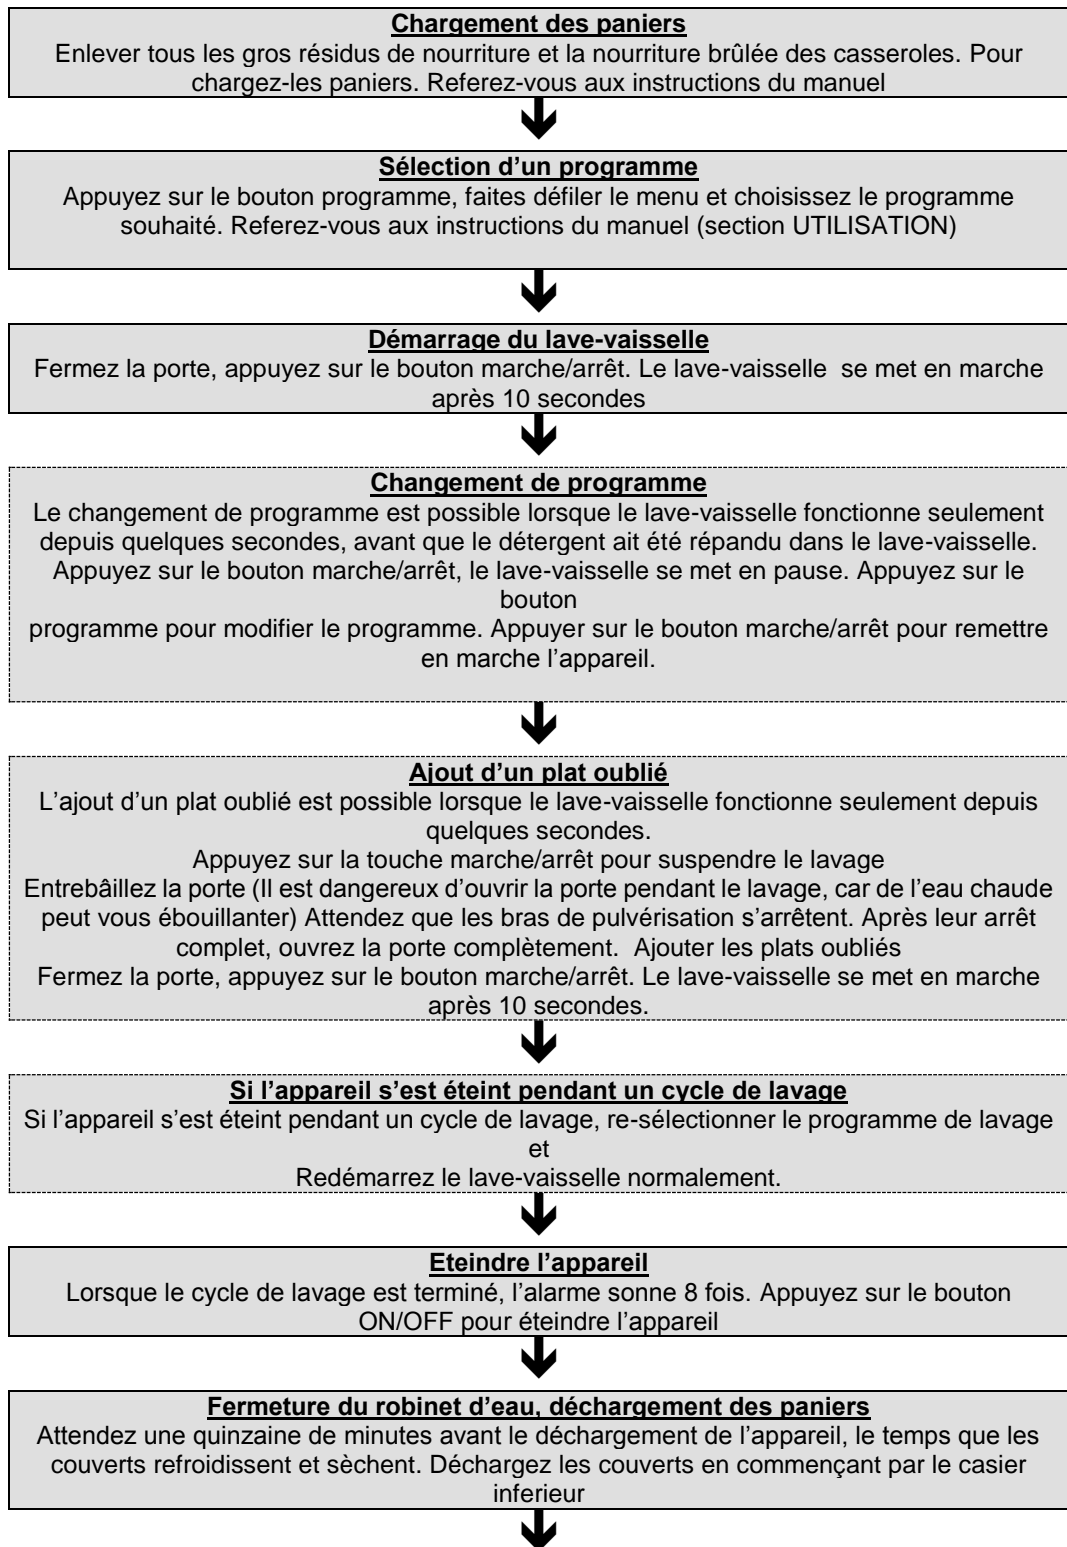 Chargement des paniers
Enlever tous les gros résidus de nourriture et la nourriture brûlée des casseroles. Pour
chargez-les paniers. Referez-vous aux instructions du manuel
Sélection d’un programme
Appuyez sur le bouton programme, faites défiler le menu et choisissez le programme
souhaité. Referez-vous aux instructions du manuel (section UTILISATION)
Démarrage du lave-vaisselle
Fermez la porte, appuyez sur le bouton marche/arrêt. Le lave-vaisselle  se met en marche
après 10 secondes
Changement de programme
Le changement de programme est possible lorsque le lave-vaisselle fonctionne seulement
depuis quelques secondes, avant que le détergent ait été répandu dans le lave-vaisselle.
Appuyez sur le bouton marche/arrêt, le lave-vaisselle se met en pause. Appuyez sur le
bouton
programme pour modifier le programme. Appuyer sur le bouton marche/arrêt pour remettre
en marche l’appareil.
Ajout d’un plat oublié
L’ajout d’un plat oublié est possible lorsque le lave-vaisselle fonctionne seulement depuis
quelques secondes.
Appuyez sur la touche marche/arrêt pour suspendre le lavage
Entrebâillez la porte (Il est dangereux d’ouvrir la porte pendant le lavage, car de l’eau chaude
peut vous ébouillanter) Attendez que les bras de pulvérisation s’arrêtent. Après leur arrêt
complet, ouvrez la porte complètement.  Ajouter les plats oubliés
Fermez la porte, appuyez sur le bouton marche/arrêt. Le lave-vaisselle se met en marche
après 10 secondes.
Si l’appareil s’est éteint pendant un cycle de lavage
Si l’appareil s’est éteint pendant un cycle de lavage, re-sélectionner le programme de lavage
et
Redémarrez le lave-vaisselle normalement.
Eteindre l’appareil
Lorsque le cycle de lavage est terminé, l’alarme sonne 8 fois. Appuyez sur le bouton
ON/OFF pour éteindre l’appareil
Fermeture du robinet d’eau, déchargement des paniers
Attendez une quinzaine de minutes avant le déchargement de l’appareil, le temps que les
couverts refroidissent et sèchent. Déchargez les couverts en commençant par le casier
inferieur